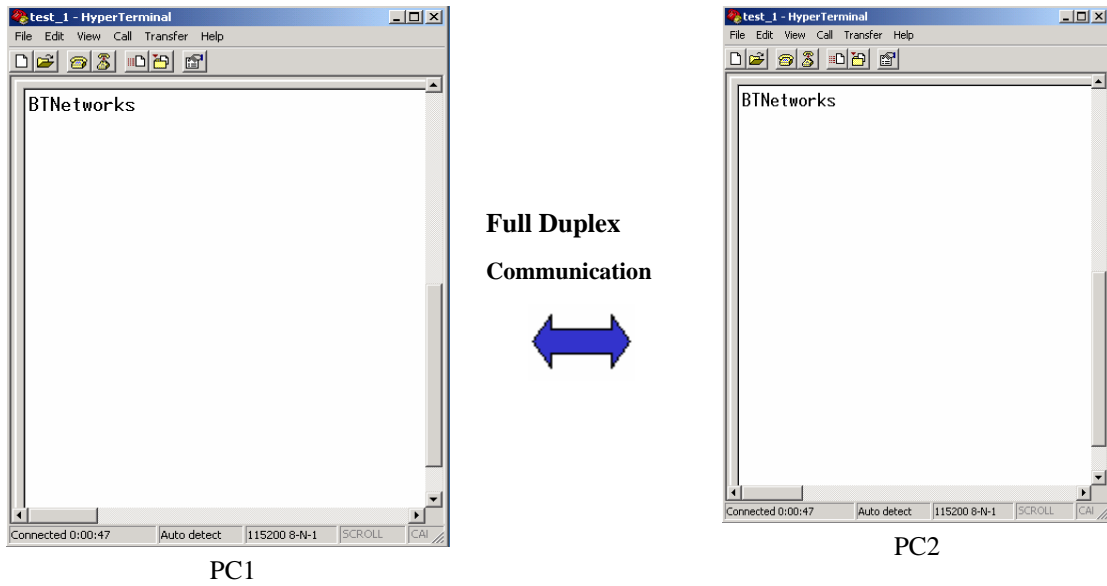 test_1 - HyperTerminal
File Edit View Call Transfer Help
BTNetworks
Connected 0:00:47 Auto detect 115200 8-N-1 SCROLL CAI
PC1
Full Duplex
Communication
test_1 - HyperTerminal
File Edit View Call Transfer Help
BTNetworks
Connected 0:00:47 Auto detect 115200 8-N-1 SCROLL CAI
PC2